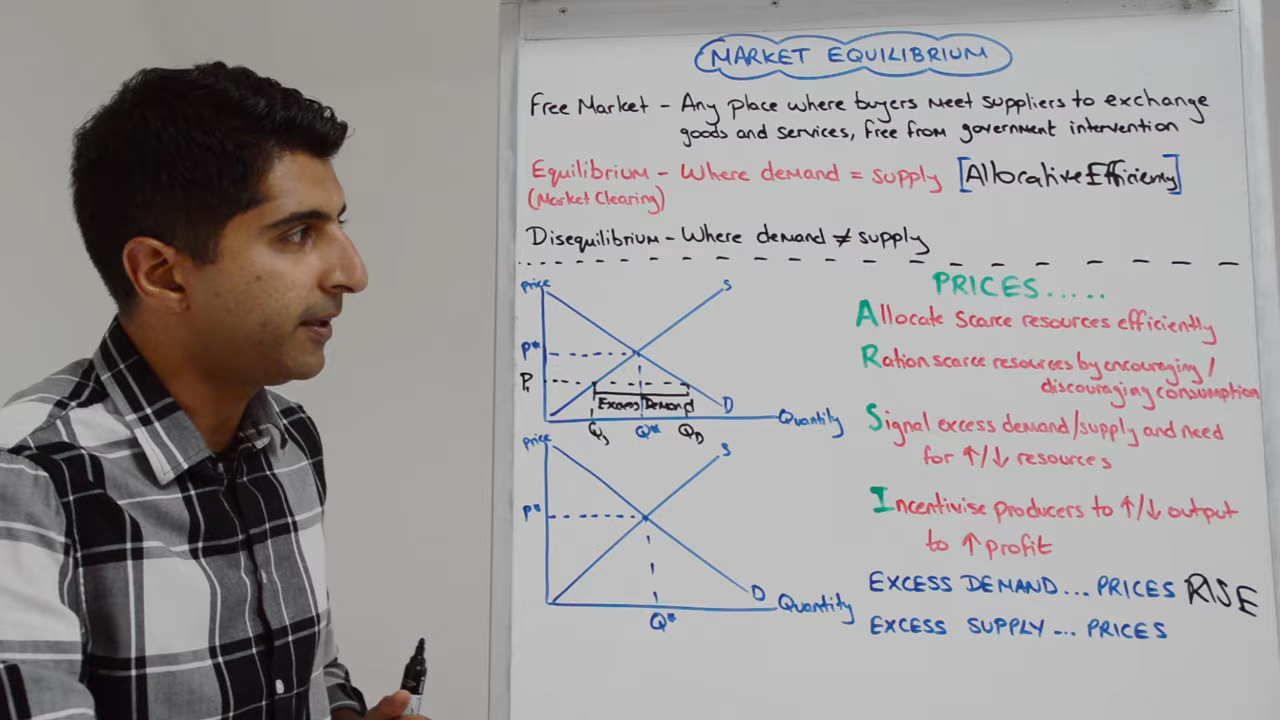 MARKET EQUILIBRIUM
Free Market - Any place where buyers meet suppliers to exchange
goods and services, free from government intervention
Equilibrium - Where demand = supply [Allocative Efficiency]
(Market Clearing)
Disequilibrium - Where demand ≠ supply
Price
S
P*
P₁
Excess Demand
D
Quantity
Qs Q* QD
Price
S
P*
D
Quantity
Q*
PRICES.....
Allocate scarce resources efficiently
Ration scarce resources by encouraging/
discouraging consumption
Signal excess demand/supply and need
for ↑/↓ resources
Incentivise producers to ↑/↓ output
to ↑ profit
EXCESS DEMAND... PRICES RISE
EXCESS SUPPLY... PRICES